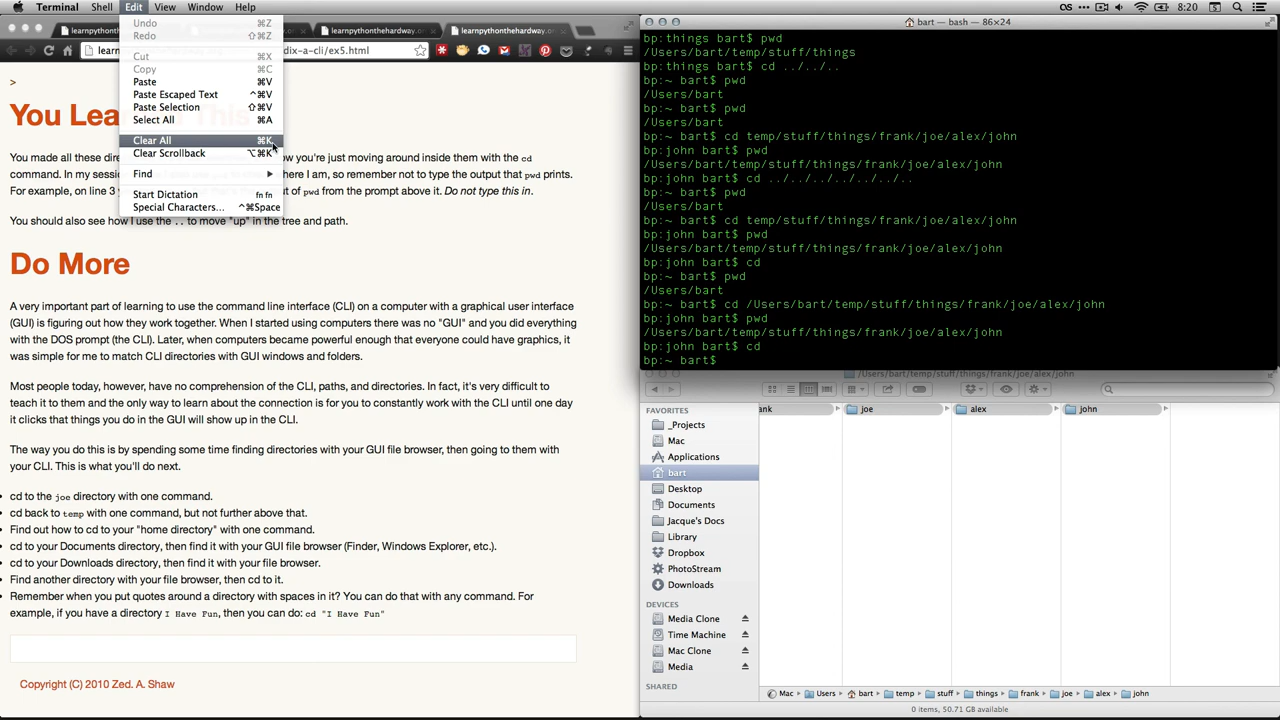 Terminal Shell Edit View Window Help
8:20
learnpythonthehardway.
learnpythonthehardway.
dix-a-cli/ex5.html
Undo ⌘Z
Redo ⇧⌘Z
Cut ⌘X
Copy ⌘C
Paste ⌘V
Paste Escaped Text ^⌘V
Paste Selection ⇧⌘V
Select All ⌘A
Clear All ⌘K
Clear Scrollback ⌥⌘K
Find
Start Dictation fn fn
Special Characters... ^⌘Space
>
You Lea This
You made all these dire ow you're just moving around inside them with the cd
command. In my sessi here I am, so remember not to type the output that pwd prints.
For example, on line 3 y ut of pwd from the prompt above it. Do not type this in.
You should also see how I use the .. to move "up" in the tree and path.
Do More
A very important part of learning to use the command line interface (CLI) on a computer with a graphical user interface
(GUI) is figuring out how they work together. When I started using computers there was no "GUI" and you did everything
with the DOS prompt (the CLI). Later, when computers became powerful enough that everyone could have graphics, it
was simple for me to match CLI directories with GUI windows and folders.
Most people today, however, have no comprehension of the CLI, paths, and directories. In fact, it's very difficult to
teach it to them and the only way to learn about the connection is for you to constantly work with the CLI until one day
it clicks that things you do in the GUI will show up in the CLI.
The way you do this is by spending some time finding directories with your GUI file browser, then going to them with
your CLI. This is what you'll do next.
• cd to the joe directory with one command.
• cd back to temp with one command, but not further above that.
• Find out how to cd to your "home directory" with one command.
• cd to your Documents directory, then find it with your GUI file browser (Finder, Windows Explorer, etc.).
• cd to your Downloads directory, then find it with your file browser.
• Find another directory with your file browser, then cd to it.
• Remember when you put quotes around a directory with spaces in it? You can do that with any command. For
example, if you have a directory I Have Fun, then you can do: cd "I Have Fun"
Copyright (C) 2010 Zed. A. Shaw
bart — bash — 86×24
bp:things bart$ pwd
/Users/bart/temp/stuff/things
bp:things bart$ cd ../../..
bp:~ bart$ pwd
/Users/bart
bp:~ bart$ pwd
/Users/bart
bp:~ bart$ cd temp/stuff/things/frank/joe/alex/john
bp:john bart$ pwd
/Users/bart/temp/stuff/things/frank/joe/alex/john
bp:john bart$ cd ../../../../../../..
bp:~ bart$ pwd
/Users/bart
bp:~ bart$ cd temp/stuff/things/frank/joe/alex/john
bp:john bart$ pwd
/Users/bart/temp/stuff/things/frank/joe/alex/john
bp:john bart$ cd
bp:~ bart$ pwd
/Users/bart
bp:~ bart$ cd /Users/bart/temp/stuff/things/frank/joe/alex/john
bp:john bart$ pwd
/Users/bart/temp/stuff/things/frank/joe/alex/john
bp:john bart$ cd
bp:~ bart$
/Users/bart/temp/stuff/things/frank/joe/alex/john
FAVORITES
_Projects
Mac
Applications
bart
Desktop
Documents
Jacque's Docs
Library
Dropbox
PhotoStream
Downloads
DEVICES
Media Clone
Time Machine
Mac Clone
Media
SHARED
ank joe alex john
Mac Users bart temp stuff things frank joe alex john
0 items, 50.71 GB available